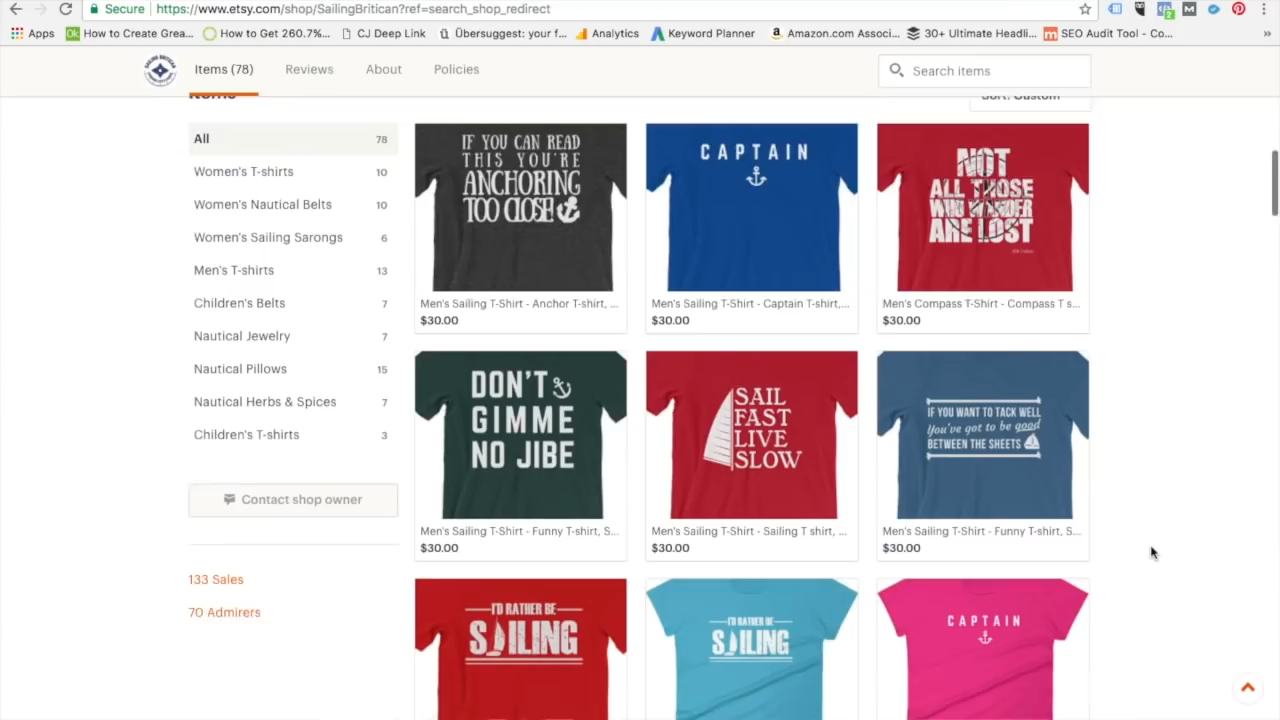 Secure
https://www.etsy.com/shop/SailingBritican?ref=search_shop_redirect
2
Apps
Ok
How to Create Grea...
How to Get 260.7%...
CJ Deep Link
Übersuggest: your f...
Analytics
Keyword Planner
Amazon.com Associ...
30+ Ultimate Headli...
SEO Audit Tool - Co...
»
Items (78)
Reviews
About
Policies
Search items
Items
Sort: Custom
All 78
Women's T-shirts 10
Women's Nautical Belts 10
Women's Sailing Sarongs 6
Men's T-shirts 13
Children's Belts 7
Nautical Jewelry 7
Nautical Pillows 15
Nautical Herbs & Spices 7
Children's T-shirts 3
Contact shop owner
133 Sales
70 Admirers
IF YOU CAN READ
THIS YOU'RE
ANCHORING
TOO CLOSE!
Men's Sailing T-Shirt - Anchor T-shirt, ...
$30.00
CAPTAIN
Men's Sailing T-Shirt - Captain T-shirt,...
$30.00
NOT
ALL THOSE
WHO WANDER
ARE LOST
Men's Compass T-Shirt - Compass T s...
$30.00
DON'T
GIMME
NO JIBE
Men's Sailing T-Shirt - Funny T-shirt, S...
$30.00
SAIL
FAST
LIVE
SLOW
Men's Sailing T-Shirt - Sailing T shirt, ...
$30.00
IF YOU WANT TO TACK WELL
You've got to be good
BETWEEN THE SHEETS
Men's Sailing T-Shirt - Funny T-shirt, S...
$30.00
I'D RATHER BE
SAILING
I'D RATHER BE
SAILING
CAPTAIN